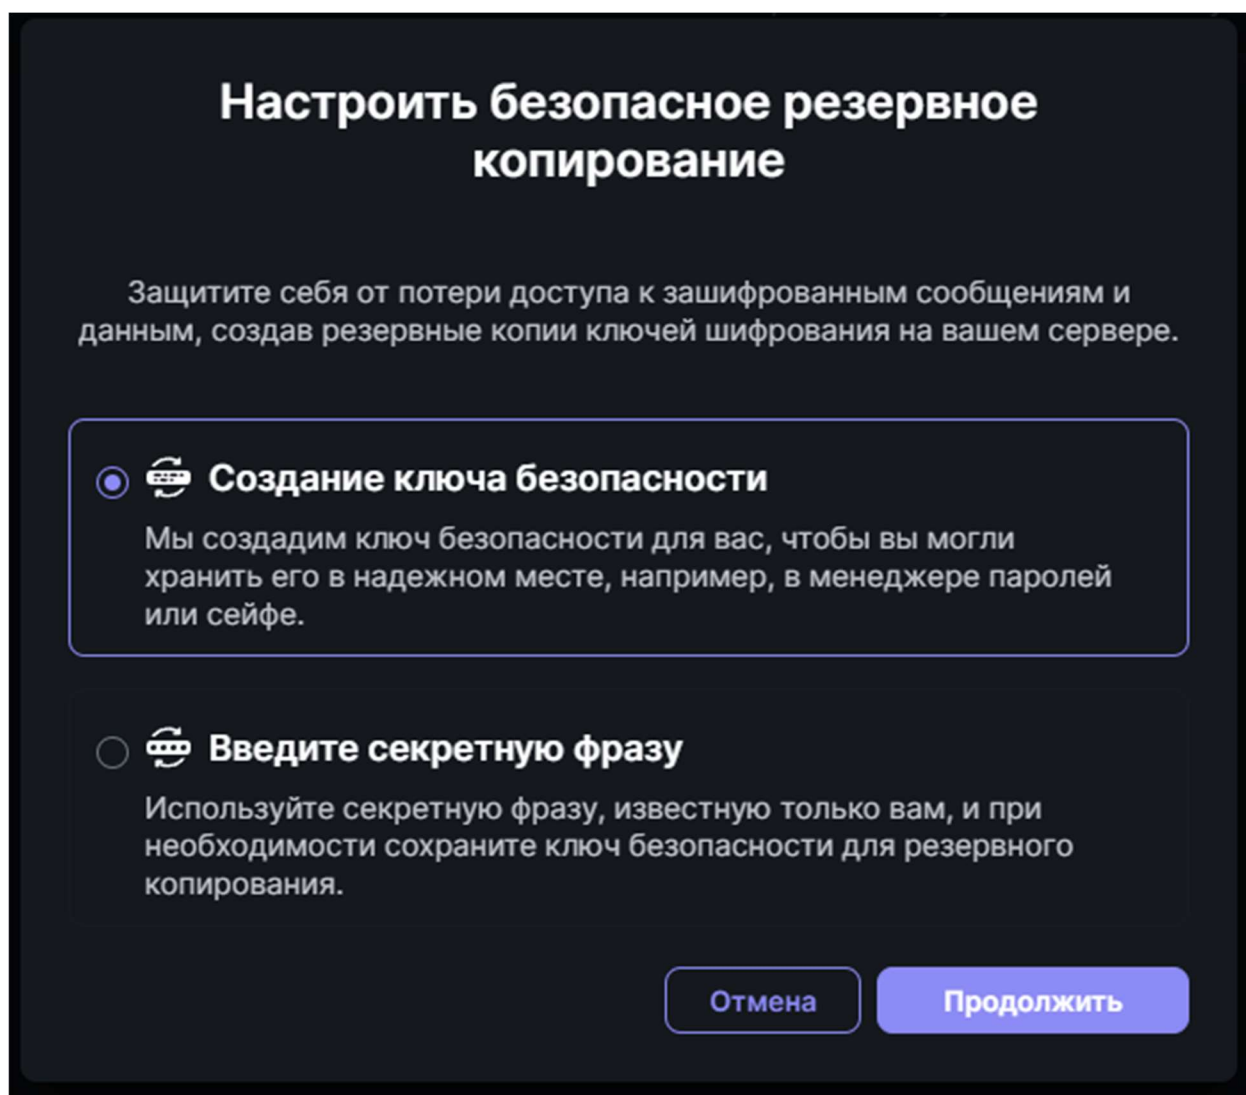 Настроить безопасное резервное
копирование
Защитите себя от потери доступа к зашифрованным сообщениям и
данным, создав резервные копии ключей шифрования на вашем сервере.
Создание ключа безопасности
Мы создадим ключ безопасности для вас, чтобы вы могли
хранить его в надежном месте, например, в менеджере паролей
или сейфе.
Введите секретную фразу
Используйте секретную фразу, известную только вам, и при
необходимости сохраните ключ безопасности для резервного
копирования.
Отмена
Продолжить